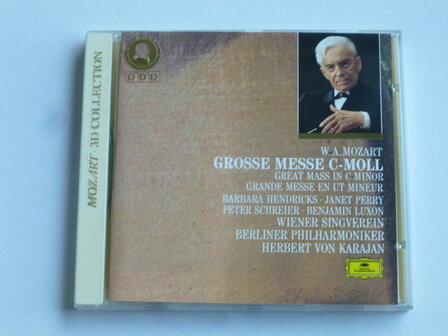 MOZART · 3D COLLECTION
DDD
W. A. MOZART
GROSSE MESSE C-MOLL
GREAT MASS IN C MINOR
GRANDE MESSE EN UT MINEUR
BARBARA HENDRICKS · JANET PERRY
PETER SCHREIER · BENJAMIN LUXON
WIENER SINGVEREIN
BERLINER PHILHARMONIKER
HERBERT VON KARAJAN